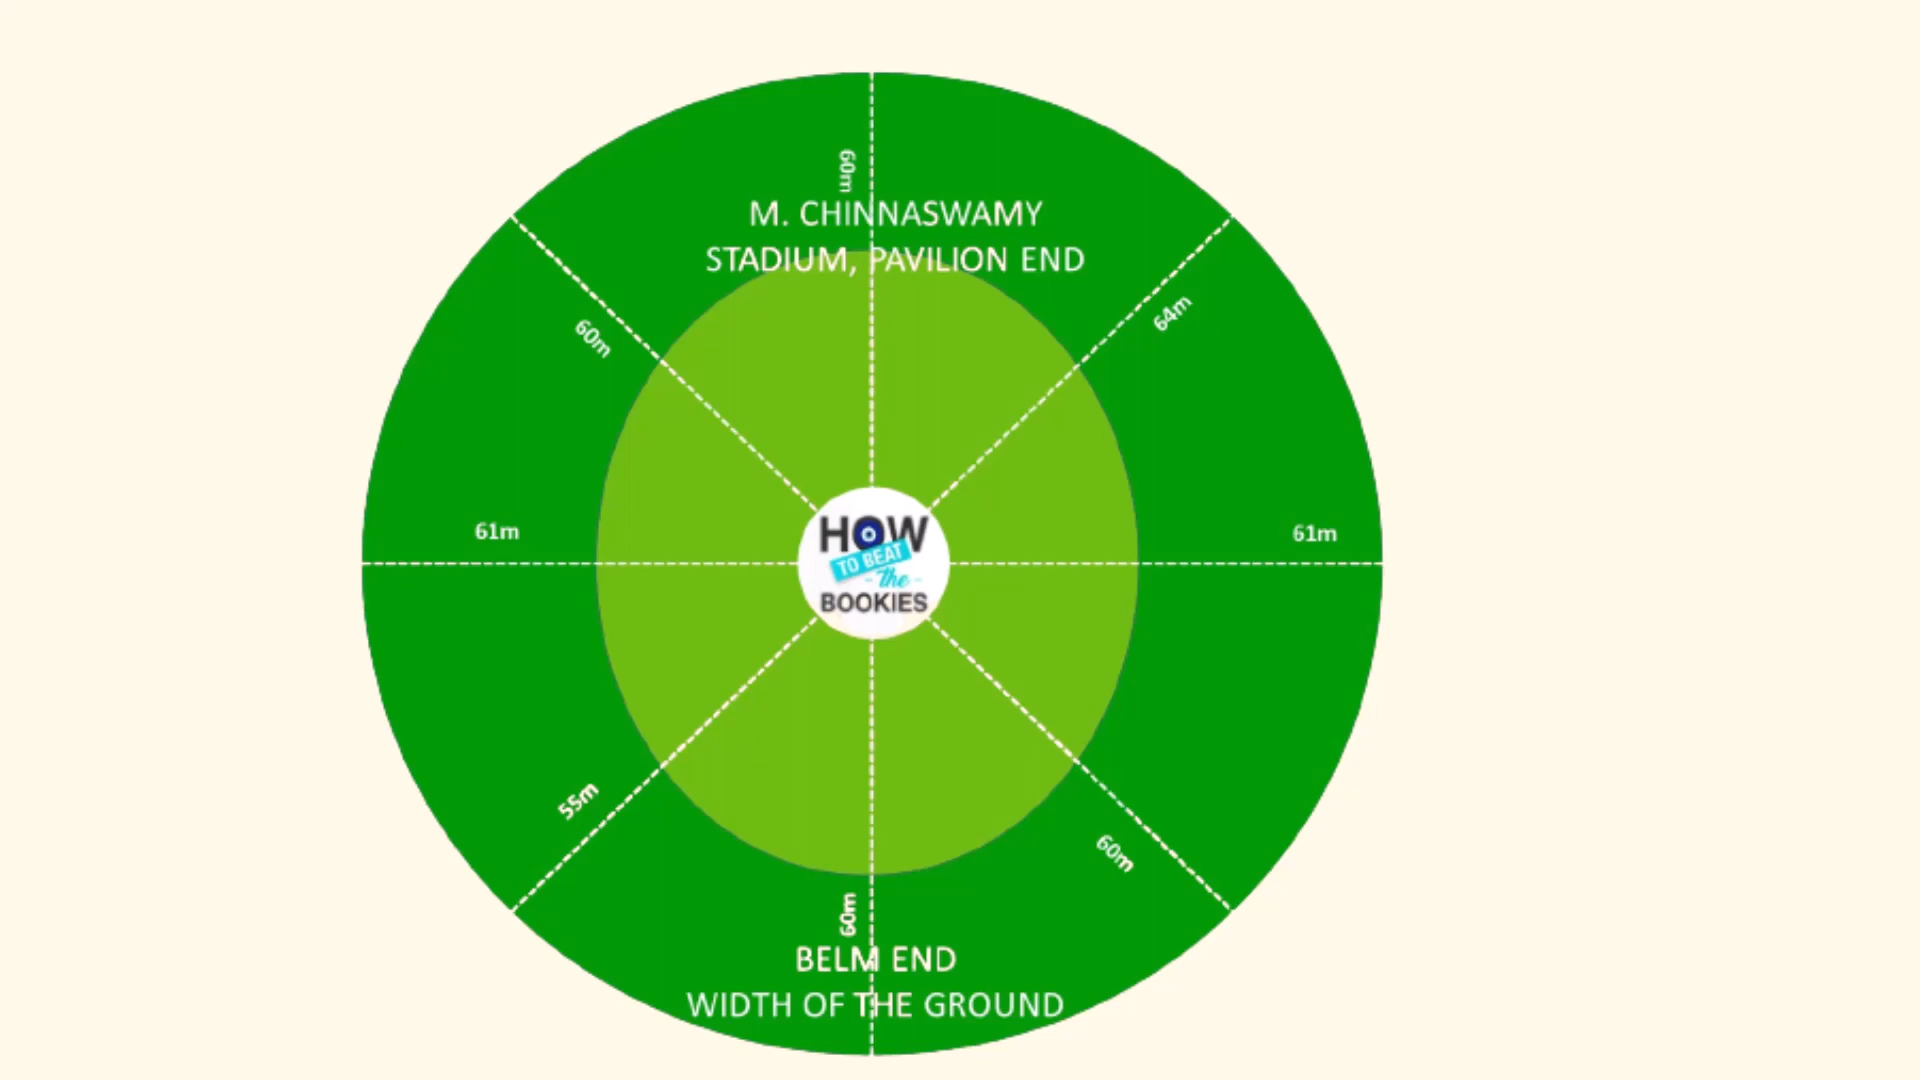 60m
M. CHINNASWAMY
STADIUM, PAVILION END
60m
64m
61m
61m
HOW
TO BEAT
- the -
BOOKIES
55m
60m
60m
BELM END
WIDTH OF THE GROUND